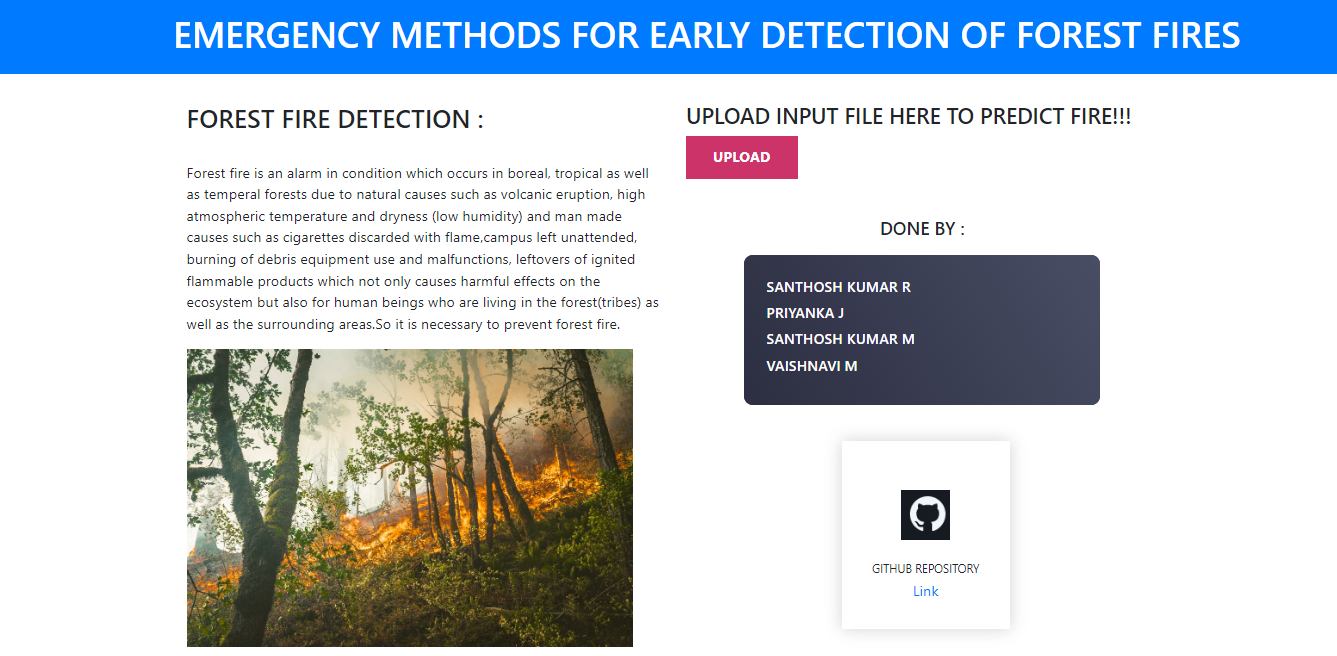 EMERGENCY METHODS FOR EARLY DETECTION OF FOREST FIRES
FOREST FIRE DETECTION :
Forest fire is an alarm in condition which occurs in boreal, tropical as well
as temperal forests due to natural causes such as volcanic eruption, high
atmospheric temperature and dryness (low humidity) and man made
causes such as cigarettes discarded with flame,campus left unattended,
burning of debris equipment use and malfunctions, leftovers of ignited
flammable products which not only causes harmful effects on the
ecosystem but also for human beings who are living in the forest(tribes) as
well as the surrounding areas.So it is necessary to prevent forest fire.
UPLOAD INPUT FILE HERE TO PREDICT FIRE!!!
UPLOAD
DONE BY :
SANTHOSH KUMAR R
PRIYANKA J
SANTHOSH KUMAR M
VAISHNAVI M
GITHUB REPOSITORY
Link